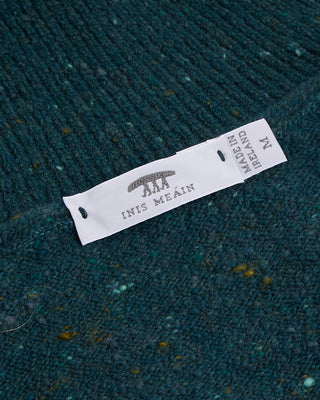 INIS MEÁIN
MADE IN
IRELAND
M